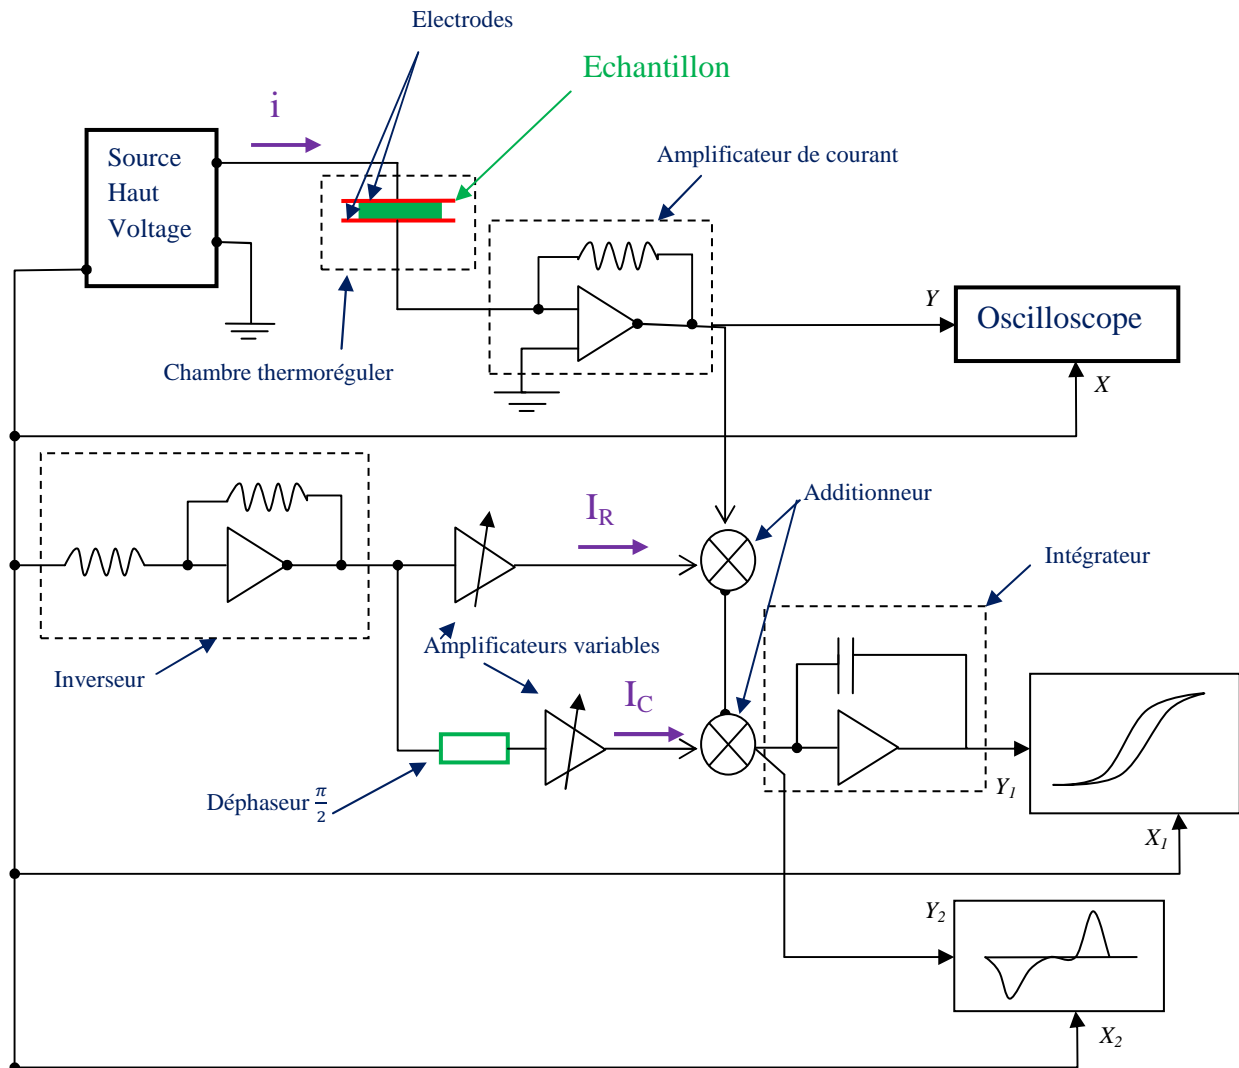 Electrodes
Echantillon
i
Source
Haut
Voltage
Amplificateur de courant
Y
Oscilloscope
X
Chambre thermoréguler
Additionneur
I_R
Intégrateur
Amplificateurs variables
Inverseur
I_C
Déphaseur π/2
Y_1
X_1
Y_2
X_2